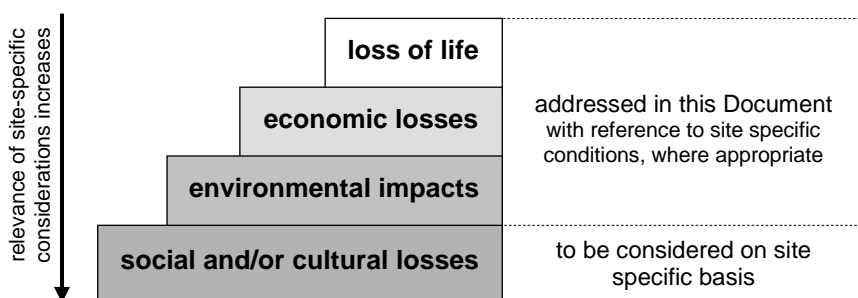 relevance of site-specific
considerations increases
loss of life
economic losses
environmental impacts
social and/or cultural losses
addressed in this Document
with reference to site specific
conditions, where appropriate
to be considered on site
specific basis